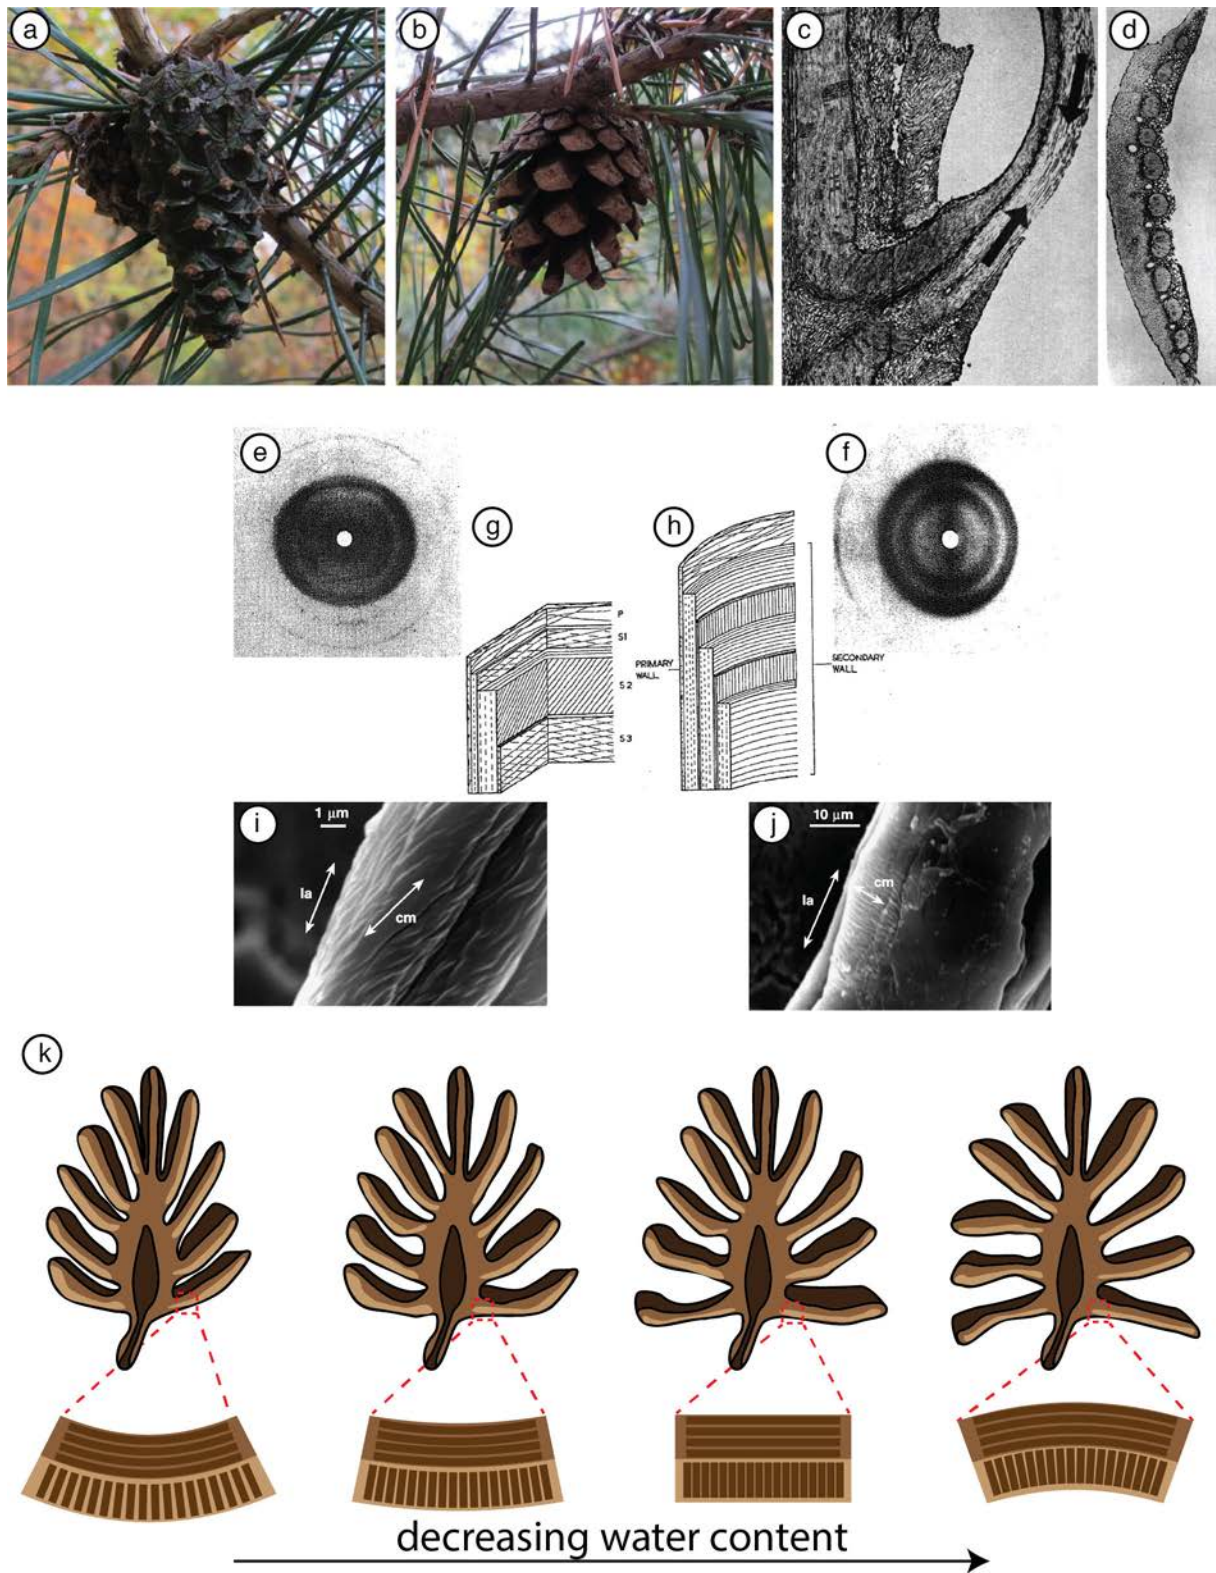 a
b
c
d
e
f
g
h
P
S1
S2
S3
PRIMARY
WALL
SECONDARY
WALL
i
1 μm
la
cm
j
10 μm
la
cm
k
decreasing water content